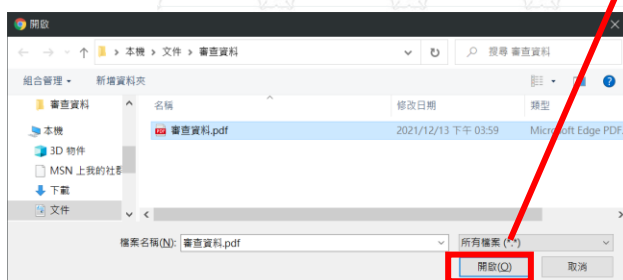 開啟
本機 › 文件 › 審查資料
搜尋 審查資料
組合管理 新增資料夾
名稱 修改日期 類型
審查資料
審查資料.pdf 2021/12/13 下午 03:59 Microsoft Edge PDF
本機
3D 物件
MSN 上我的社群
下載
文件
檔案名稱(N): 審查資料.pdf 所有檔案 (*.*)
開啟(O) 取消